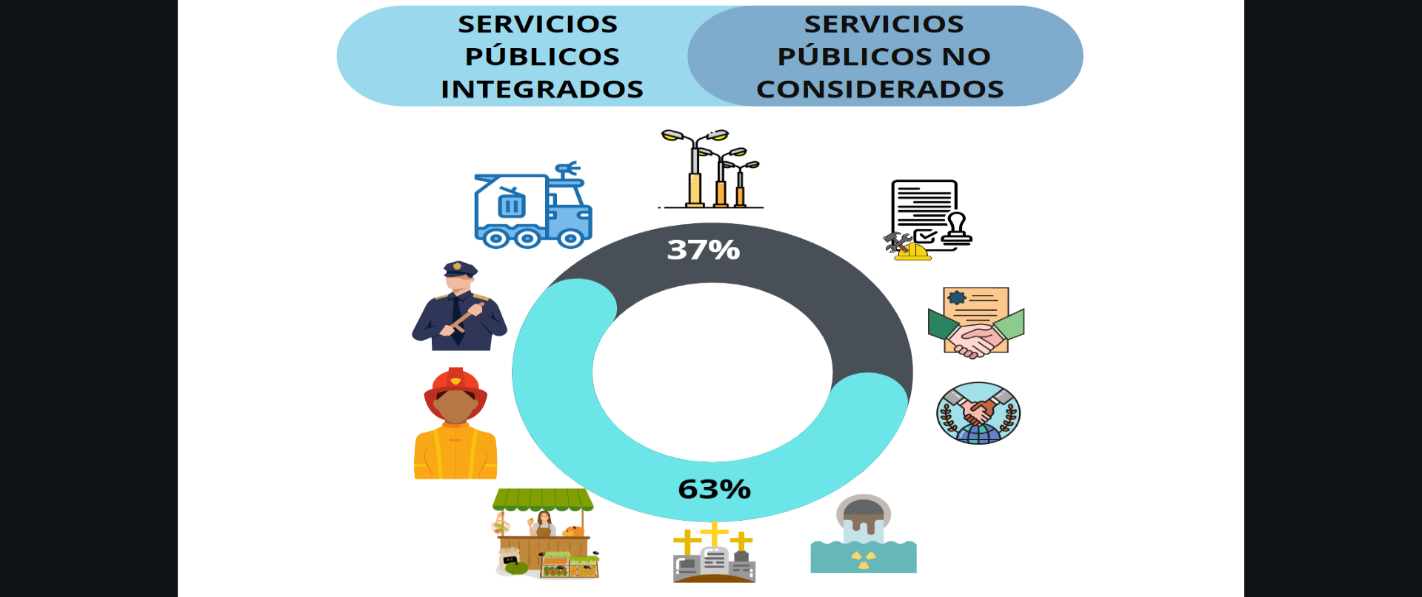 SERVICIOS
PÚBLICOS
INTEGRADOS
SERVICIOS
PÚBLICOS NO
CONSIDERADOS
37%
63%